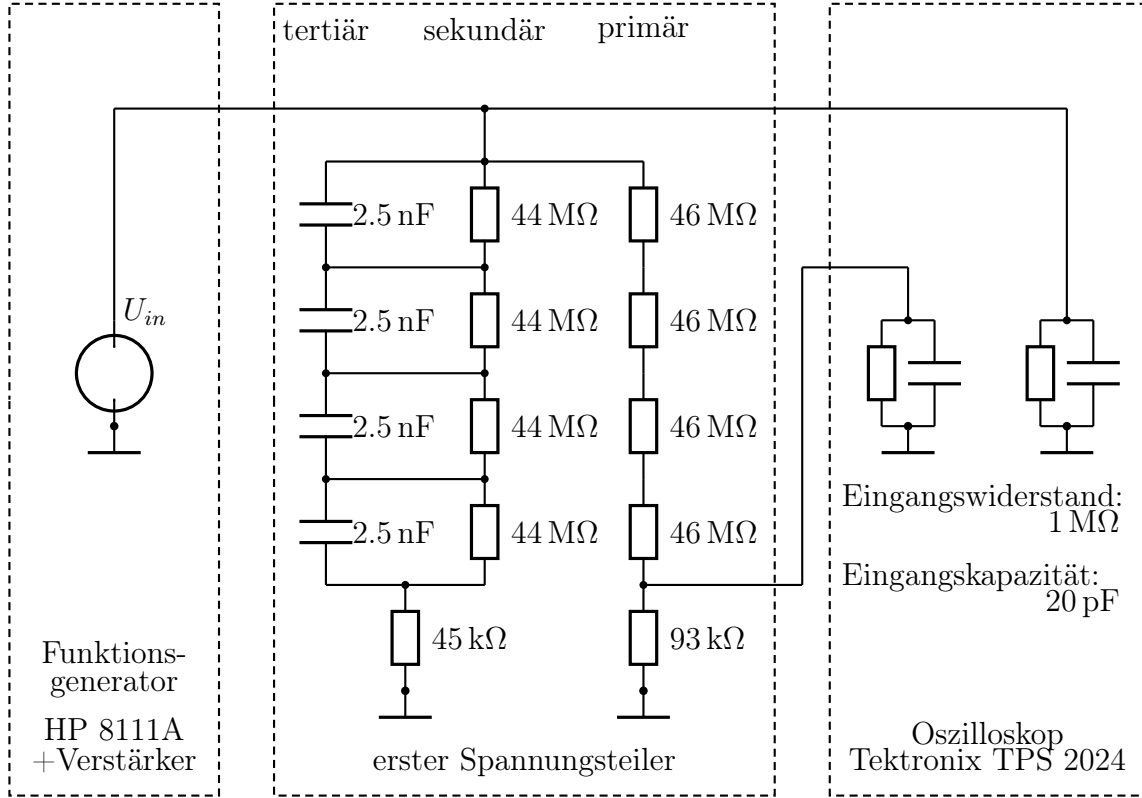 tertiär sekundär primär
U_in
2.5 nF 44 MΩ 46 MΩ
2.5 nF 44 MΩ 46 MΩ
2.5 nF 44 MΩ 46 MΩ
2.5 nF 44 MΩ 46 MΩ
45 kΩ 93 kΩ
Funktions-
generator
HP 8111A
+Verstärker
erster Spannungsteiler
Eingangswiderstand:
1 MΩ
Eingangskapazität:
20 pF
Oszilloskop
Tektronix TPS 2024